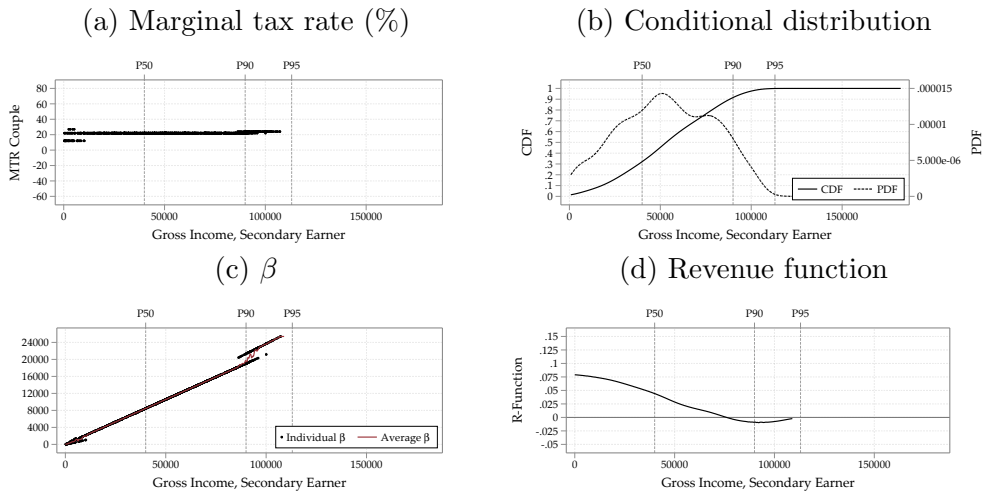 (a) Marginal tax rate (%)
P50 P90 P95
80
60
40
20
0
-20
-40
-60
MTR Couple
0 50000 100000 150000
Gross Income, Secondary Earner
(b) Conditional distribution
P50 P90 P95
1
.9
.8
.7
.6
.5
.4
.3
.2
.1
0
CDF
.000015
.00001
5.000e-06
0
PDF
CDF PDF
0 50000 100000 150000
Gross Income, Secondary Earner
(c) β
P50 P90 P95
24000
20000
16000
12000
8000
4000
0
Individual β Average β
0 50000 100000 150000
Gross Income, Secondary Earner
(d) Revenue function
P50 P90 P95
.15
.125
.1
.075
.05
.025
0
-.025
-.05
R-Function
0 50000 100000 150000
Gross Income, Secondary Earner